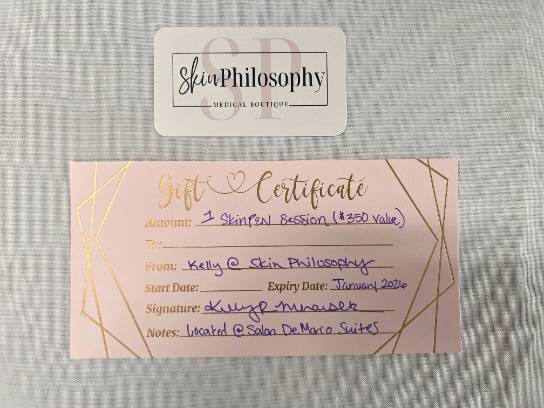 SP
Skin Philosophy
MEDICAL BOUTIQUE
Gift Certificate
Amount: 1 SkinPEN Session ($350 value)
To:
From: Kelly @ Skin Philosophy
Start Date: Expiry Date: January 2026
Signature:
Notes: Located @ Salon DeMarco Suites